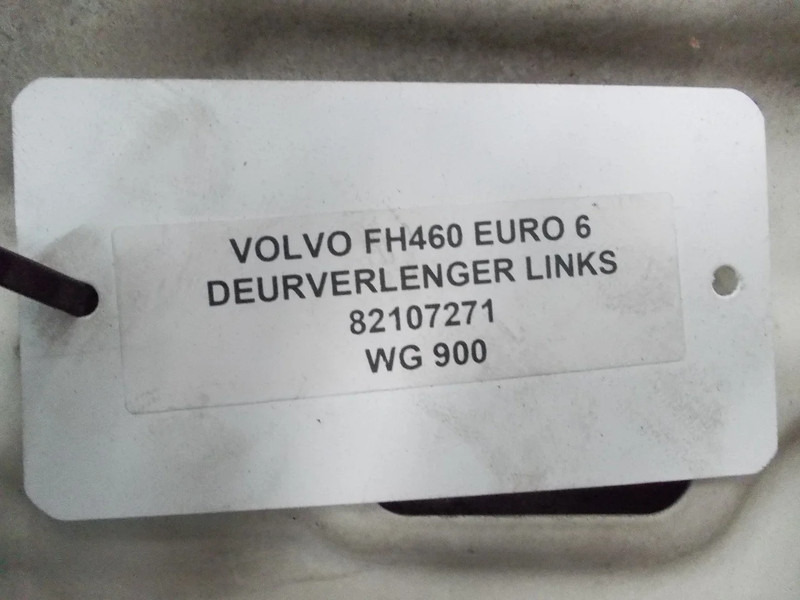 VOLVO FH460 EURO 6
DEURVERLENGER LINKS
82107271
WG 900